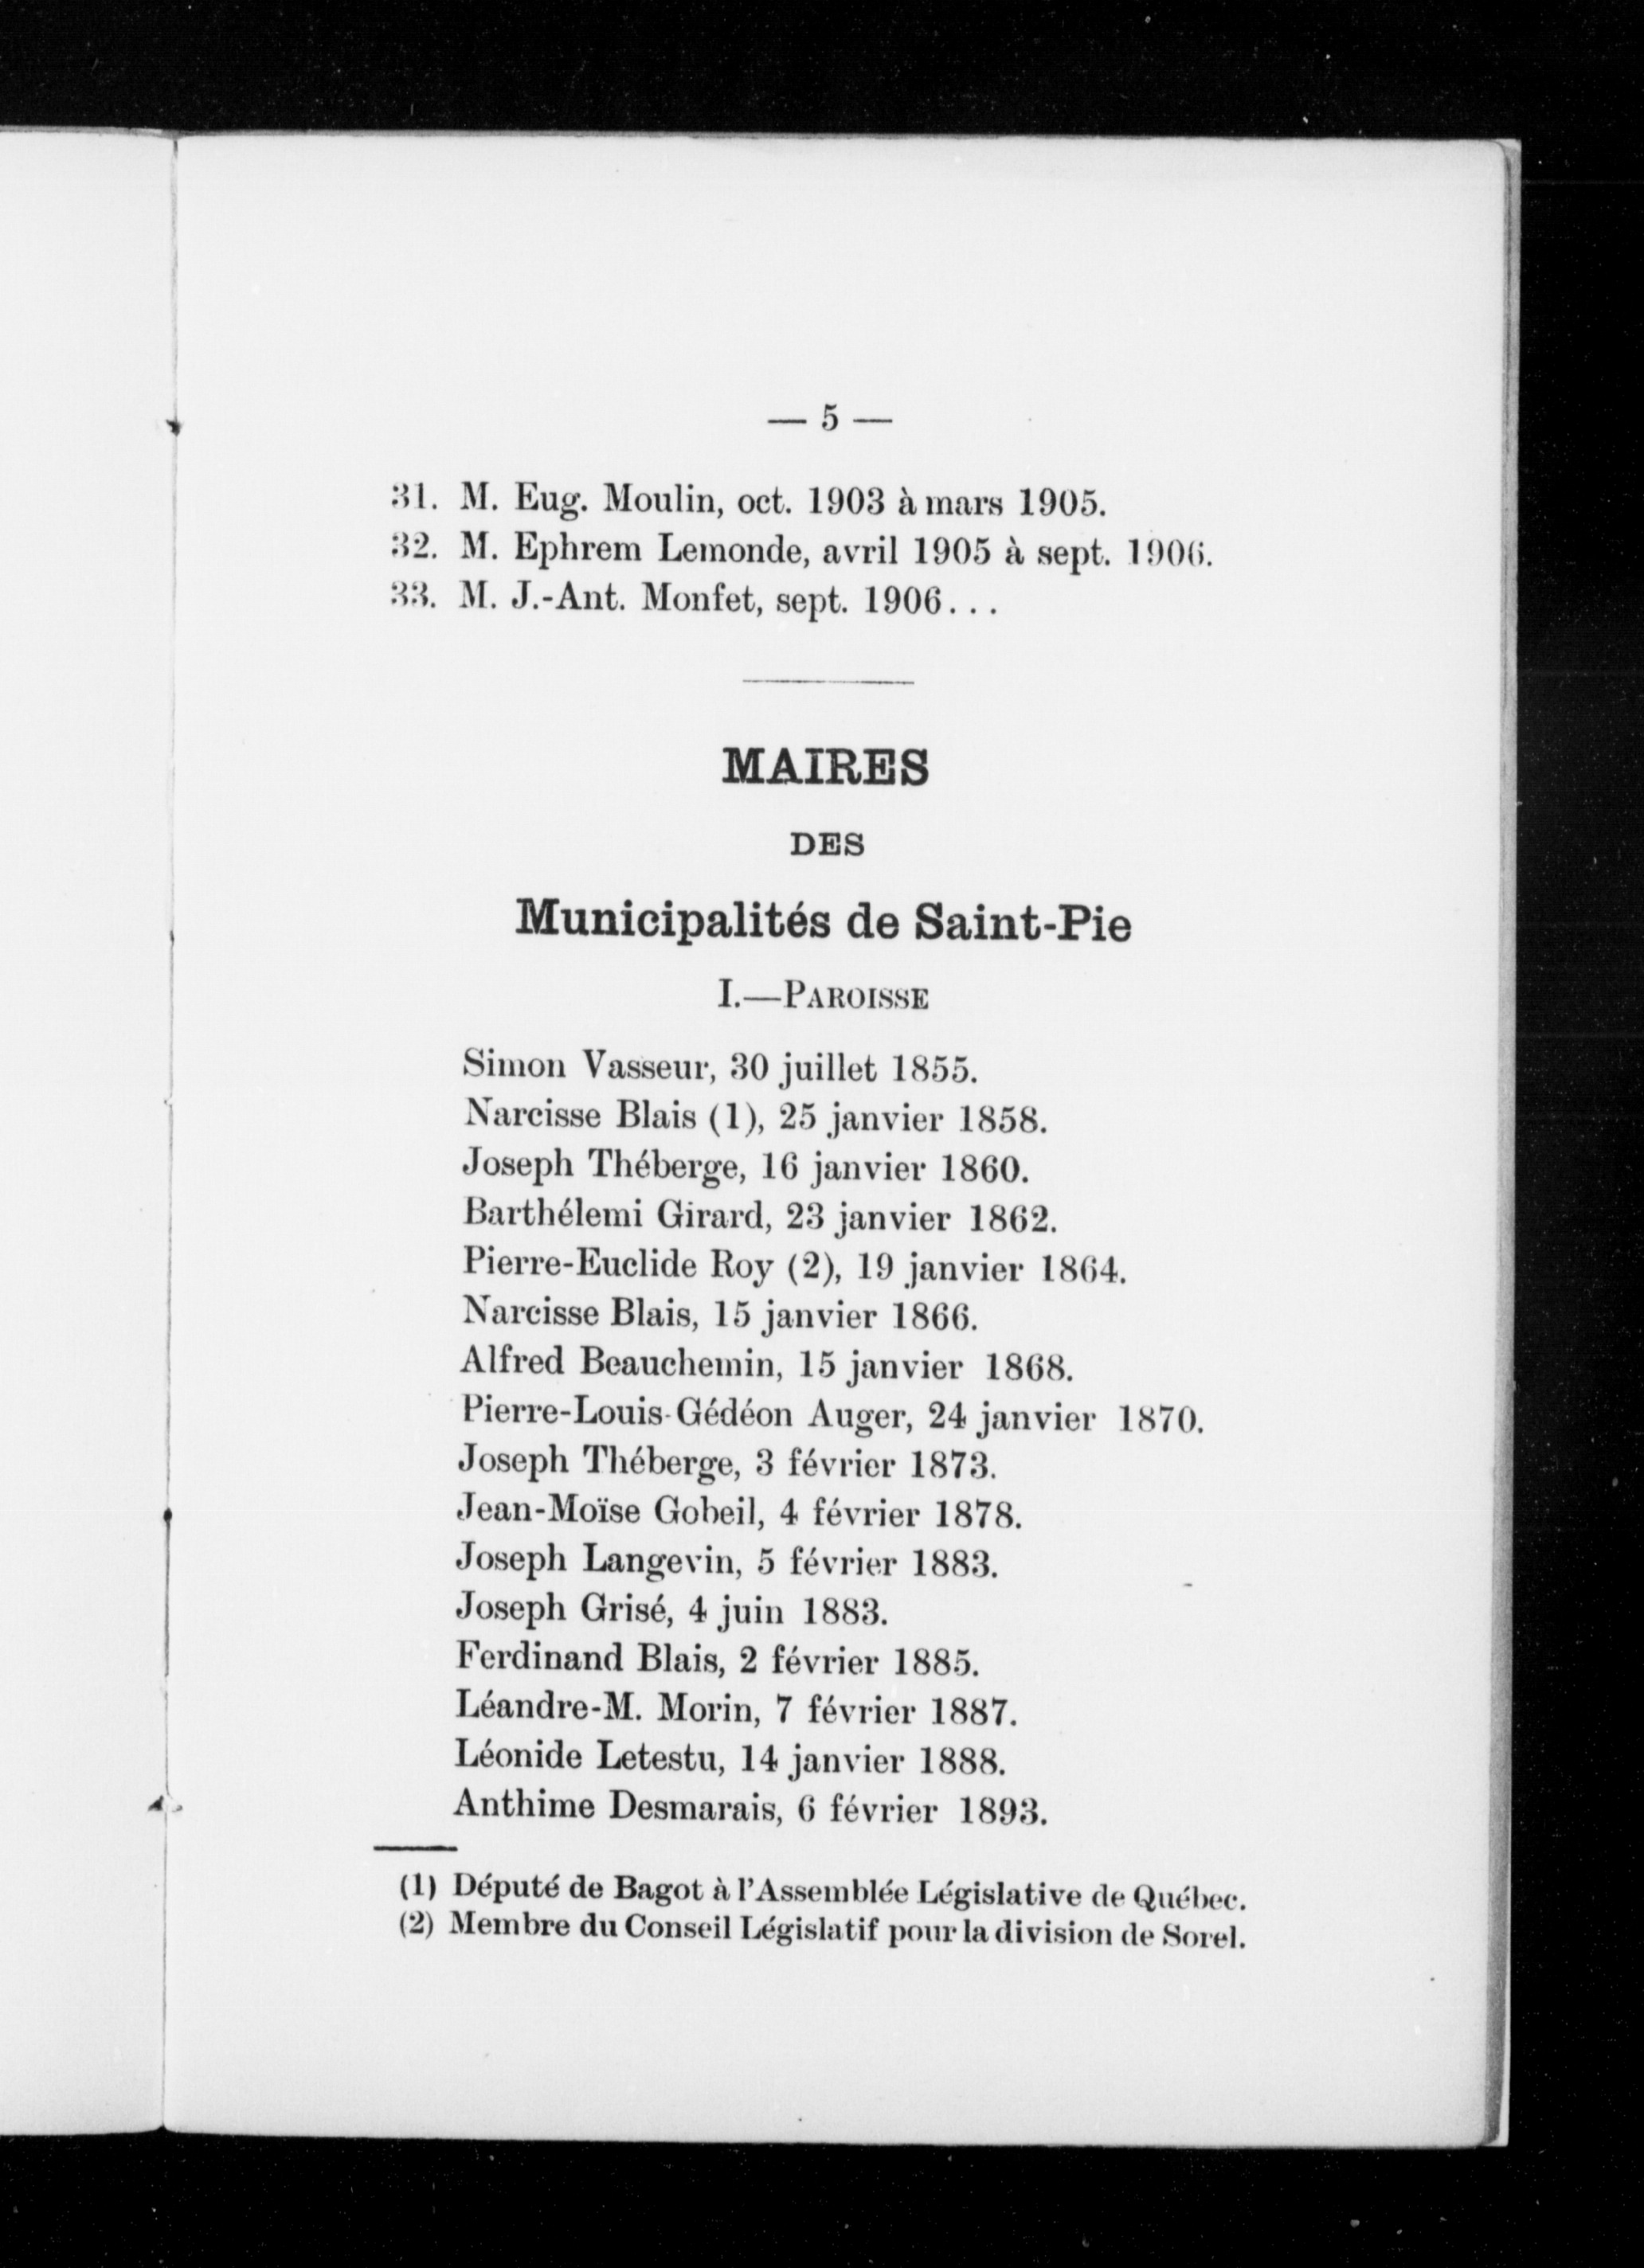 — 5 —
31. M. Eug. Moulin, oct. 1903 à mars 1905.
32. M. Ephrem Lemonde, avril 1905 à sept. 1906.
33. M. J.-Ant. Monfet, sept. 1906...
MAIRES
DES
Municipalités de Saint-Pie
I.—PAROISSE
Simon Vasseur, 30 juillet 1855.
Narcisse Blais (1), 25 janvier 1858.
Joseph Théberge, 16 janvier 1860.
Barthélemi Girard, 23 janvier 1862.
Pierre-Euclide Roy (2), 19 janvier 1864.
Narcisse Blais, 15 janvier 1866.
Alfred Beauchemin, 15 janvier 1868.
Pierre-Louis-Gédéon Auger, 24 janvier 1870.
Joseph Théberge, 3 février 1873.
Jean-Moïse Gobeil, 4 février 1878.
Joseph Langevin, 5 février 1883.
Joseph Grisé, 4 juin 1883.
Ferdinand Blais, 2 février 1885.
Léandre-M. Morin, 7 février 1887.
Léonide Letestu, 14 janvier 1888.
Anthime Desmarais, 6 février 1893.
(1) Député de Bagot à l'Assemblée Législative de Québec.
(2) Membre du Conseil Législatif pour la division de Sorel.